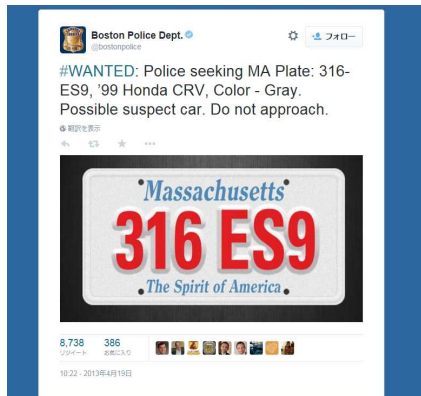 Boston Police Dept.
@bostonpolice
フォロー
#WANTED: Police seeking MA Plate: 316-
ES9, '99 Honda CRV, Color - Gray.
Possible suspect car. Do not approach.
翻訳を表示
Massachusetts
316 ES9
The Spirit of America
8,738 386
リツイート お気に入り
10:22 - 2013年4月19日